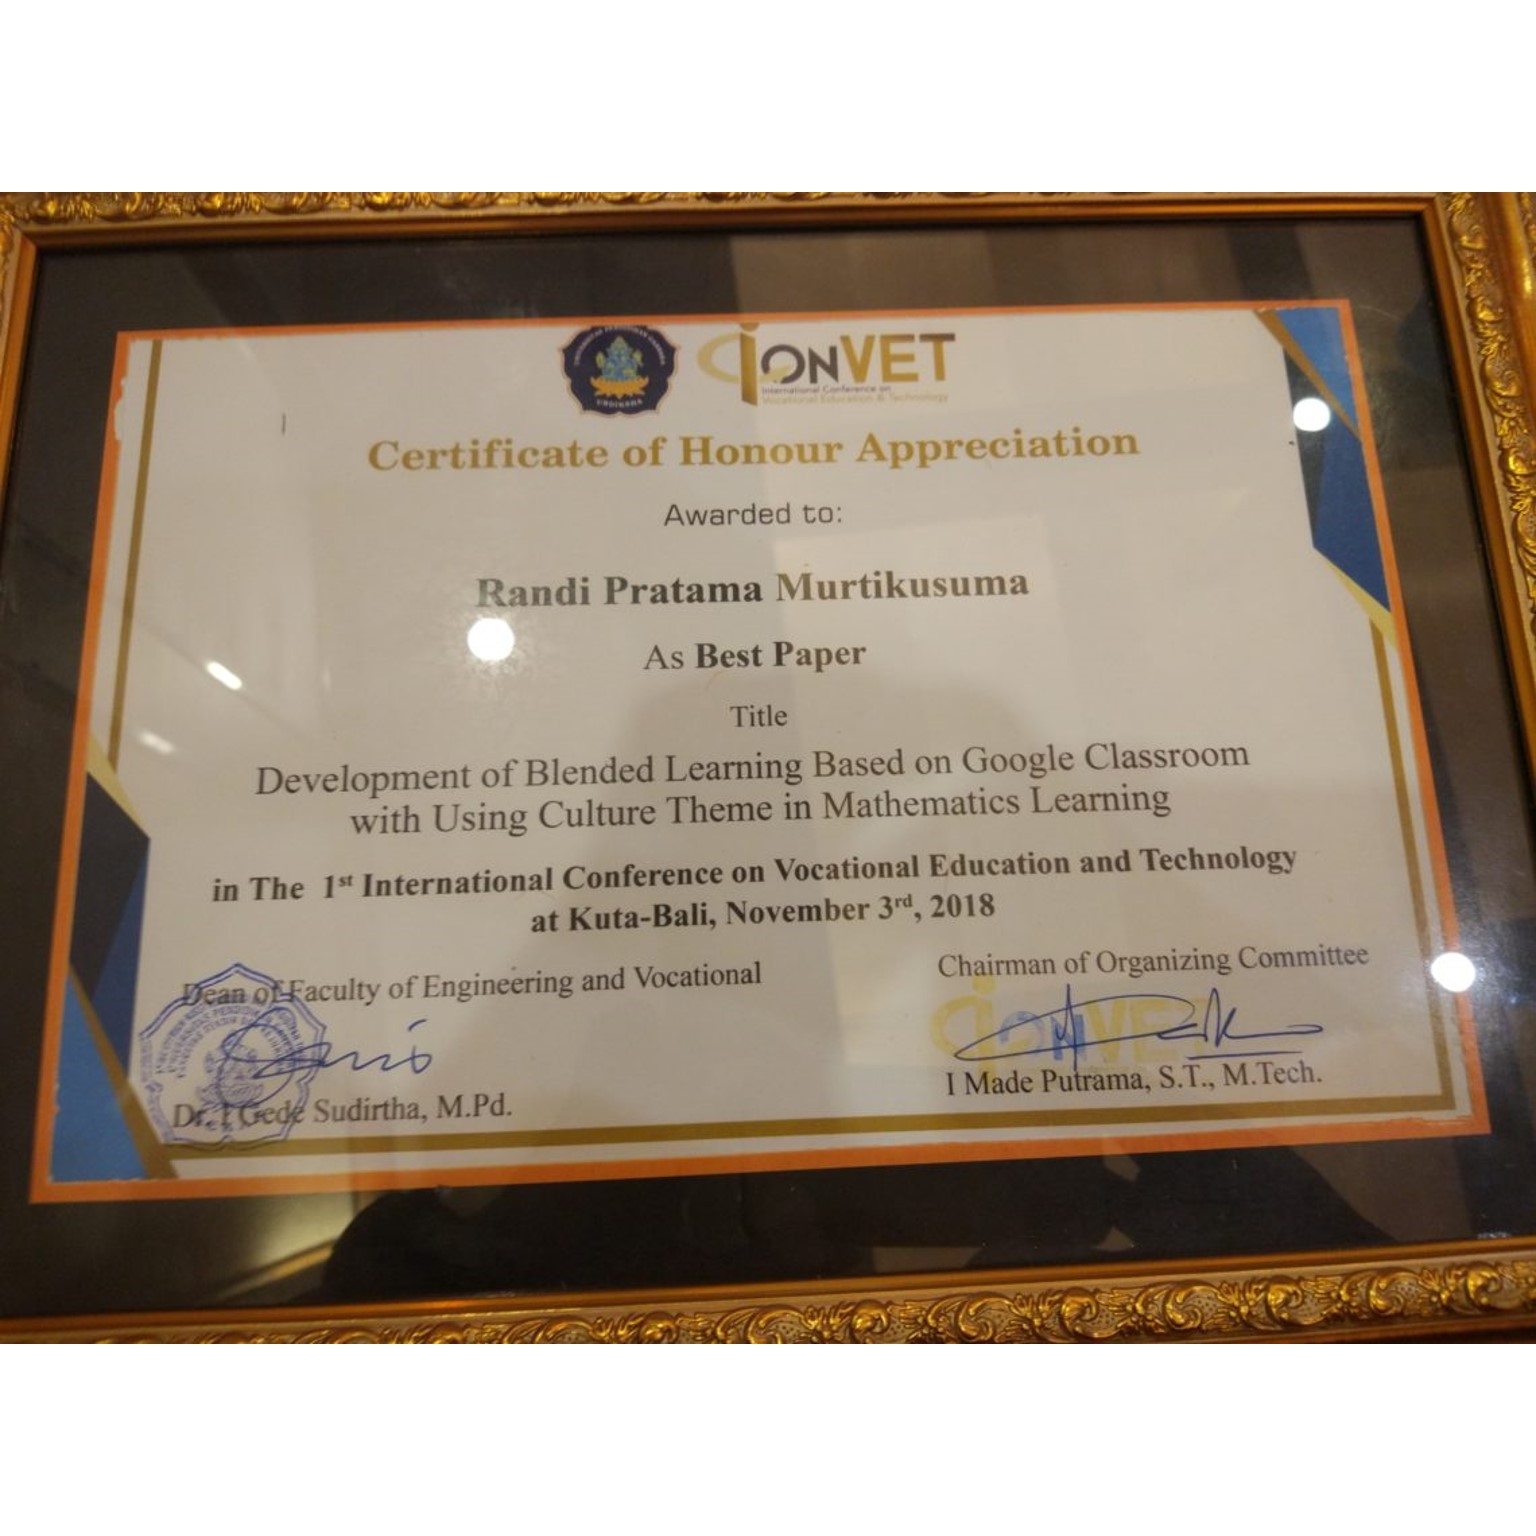 UNDIKSHA
IConVET
International Conference on
Vocational Education & Technology
Certificate of Honour Appreciation
Awarded to:
Randi Pratama Murtikusuma
As Best Paper
Title
Development of Blended Learning Based on Google Classroom
with Using Culture Theme in Mathematics Learning
in The 1st International Conference on Vocational Education and Technology
at Kuta-Bali, November 3rd, 2018
Dean of Faculty of Engineering and Vocational
Chairman of Organizing Committee
Dr. I Gede Sudirtha, M.Pd.
I Made Putrama, S.T., M.Tech.